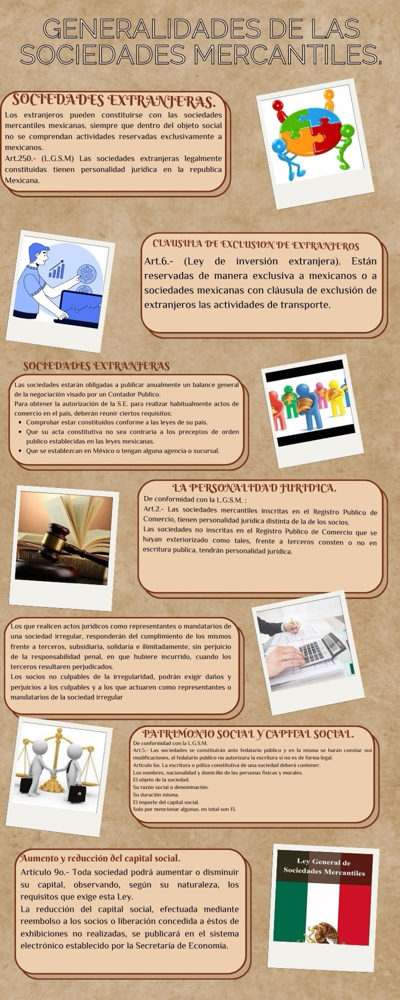 GENERALIDADES DE LAS
SOCIEDADES MERCANTILES.
SOCIEDADES EXTRANJERAS.
Los extranjeros pueden constituirse con las sociedades
mercantiles mexicanas, siempre que dentro del objeto social
no se comprendan actividades reservadas exclusivamente a
mexicanos.
Art.250.- (L.G.S.M) Las sociedades extranjeras legalmente
constituidas tienen personalidad jurídica en la republica
Mexicana.
CLAUSULA DE EXCLUSION DE EXTRANJEROS
Art.6.- (Ley de inversión extranjera). Están
reservadas de manera exclusiva a mexicanos o a
sociedades mexicanas con cláusula de exclusión de
extranjeros las actividades de transporte.
SOCIEDADES EXTRANJERAS
Las sociedades estarán obligadas a publicar anualmente un balance general
de la negociación visado por un Contador Publico.
Para obtener la autorización de la S.E. para realizar habitualmente actos de
comercio en el país, deberán reunir ciertos requisitos:
• Comprobar estar constituidos conforme a las leyes de su país.
• Que su acta constitutiva no sea contraria a los preceptos de orden
publico establecidas en las leyes mexicanas.
• Que se establezcan en México o tengan alguna agencia o sucursal.
LA PERSONALIDAD JURIDICA.
De conformidad con la L.G.S.M. :
Art.2.- Las sociedades mercantiles inscritas en el Registro Publico de
Comercio, tienen personalidad jurídica distinta de la de los socios.
Las sociedades no inscritas en el Registro Publico de Comercio que se
hayan exteriorizado como tales, frente a terceros consten o no en
escritura publica, tendrán personalidad jurídica.
Los que realicen actos jurídicos como representantes o mandatarios de
una sociedad irregular, responderán del cumplimiento de los mismos
frente a terceros, subsidiaria, solidaria e ilimitadamente, sin perjuicio
de la responsabilidad penal, en que hubiere incurrido, cuando los
terceros resultaren perjudicados.
Los socios no culpables de la irregularidad, podrán exigir daños y
perjuicios a los culpables y a los que actuaren como representantes o
mandatarios de la sociedad irregular
PATRIMONIO SOCIAL Y CAPITAL SOCIAL.
De conformidad con la L.G.S.M.
Art.5.- Las sociedades se constituirán ante fedatario público y en la misma se harán constar sus
modificaciones, el fedatario publico no autorizara la escritura si no es de forma legal.
Artículo 6o. La escritura o póliza constitutiva de una sociedad deberá contener:
Los nombres, nacionalidad y domicilio de las personas físicas y morales.
El objeto de la sociedad.
Su razón social o denominación.
Su duración misma.
El importe del capital social.
Solo por mencionar algunas. en total son 13.
Aumento y reducción del capital social.
Artículo 9o.- Toda sociedad podrá aumentar o disminuir
su capital, observando, según su naturaleza, los
requisitos que exige esta Ley.
La reducción del capital social, efectuada mediante
reembolso a los socios o liberación concedida a éstos de
exhibiciones no realizadas, se publicará en el sistema
electrónico establecido por la Secretaría de Economía.
Ley General de
Sociedades Mercantiles